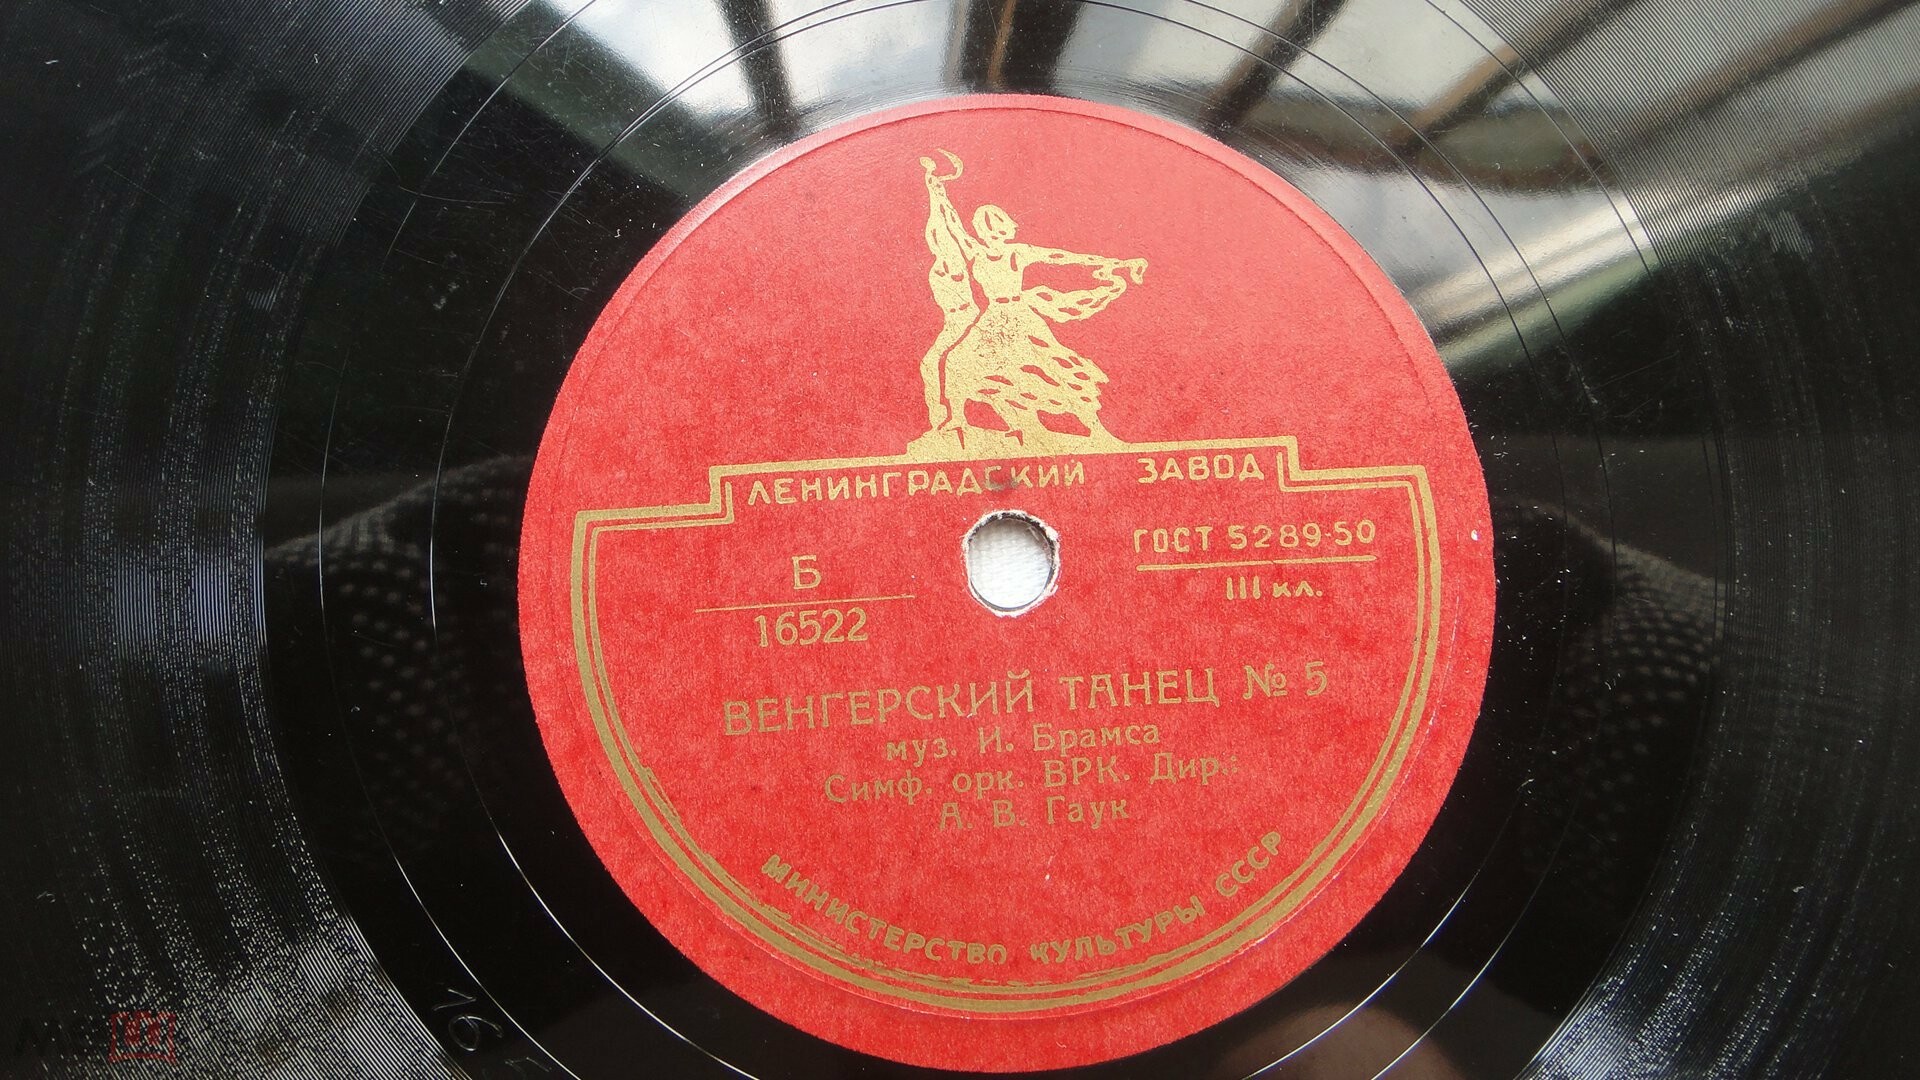 ЛЕНИНГРАДСКИЙ ЗАВОД
ГОСТ 5289-50
III кл.
Б
16522
ВЕНГЕРСКИЙ ТАНЕЦ № 5
муз. И. Брамса
Симф. орк. ВРК. Дир.:
А. В. Гаук
МИНИСТЕРСТВО КУЛЬТУРЫ СССР